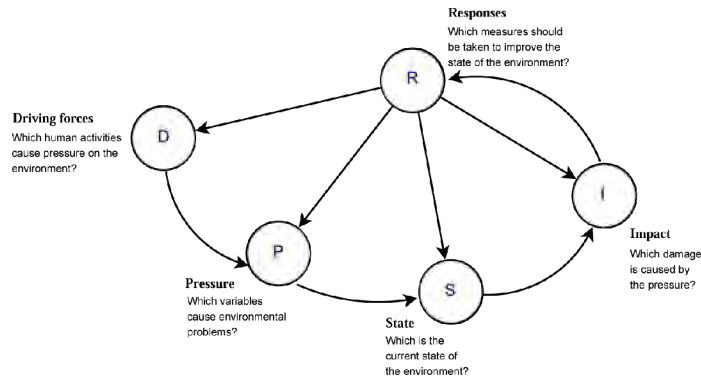 Responses
Which measures should
be taken to improve the
state of the environment?
R
Driving forces
Which human activities
cause pressure on the
environment?
D
I
Impact
Which damage
is caused by
the pressure?
P
Pressure
Which variables
cause environmental
problems?
S
State
Which is the
current state of
the environment?